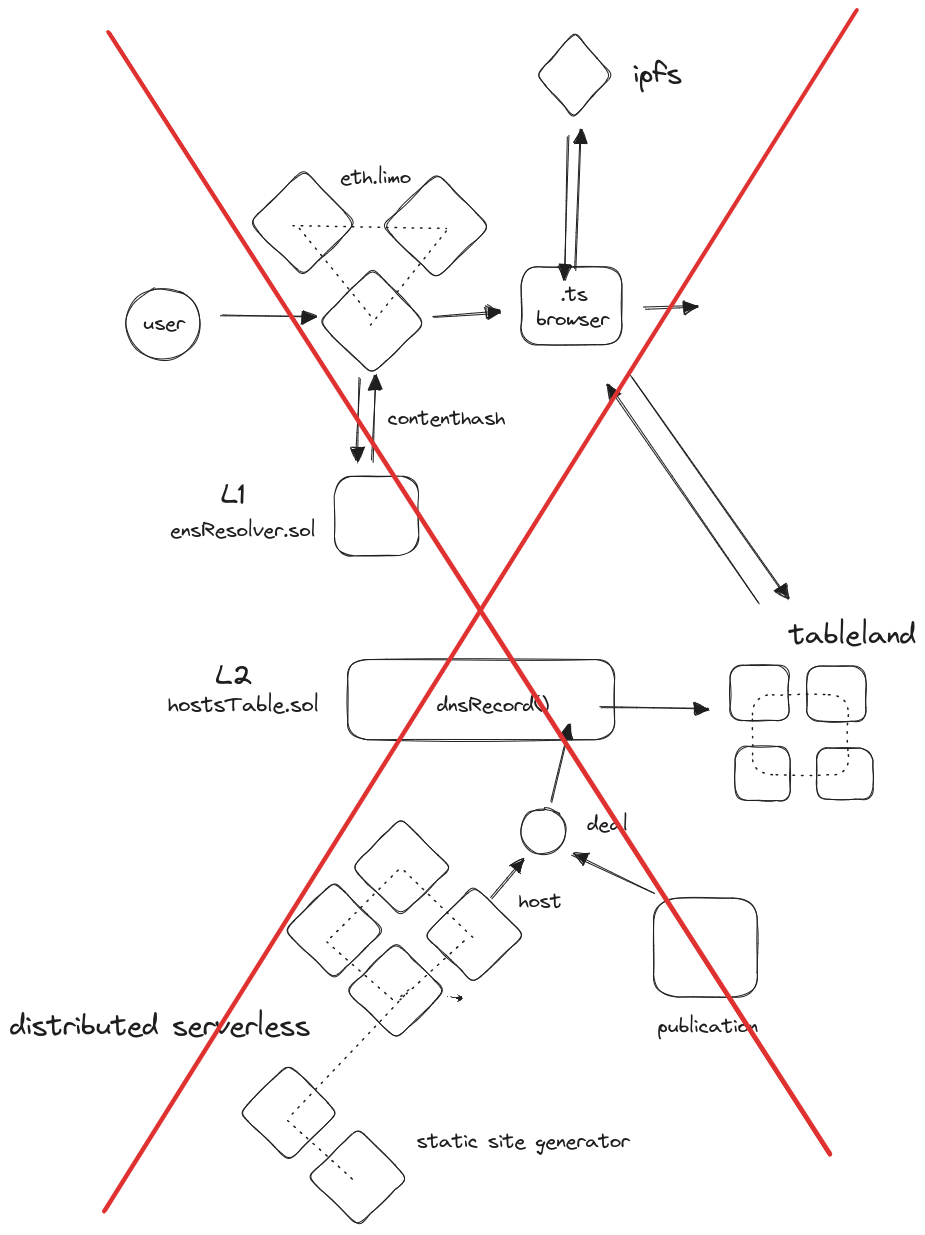 ipfs
eth.limo
.ts
browser
user
contenthash
L1
ensResolver.sol
tableland
L2
hostsTable.sol
dnsRecord()
deal
host
distributed serverless
publication
static site generator